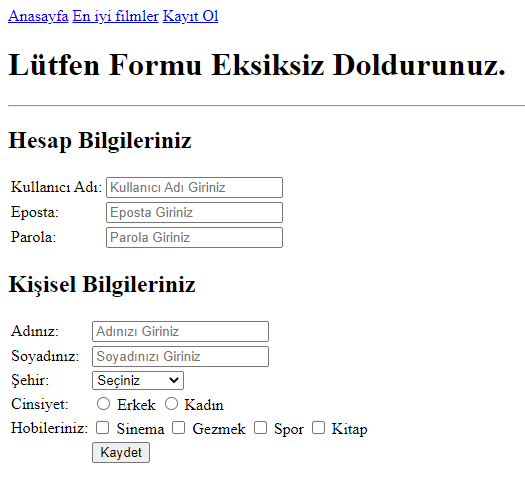 Anasayfa En iyi filmler Kayıt Ol
Lütfen Formu Eksiksiz Doldurunuz.
Hesap Bilgileriniz
Kullanıcı Adı: Kullanıcı Adı Giriniz
Eposta: Eposta Giriniz
Parola: Parola Giriniz
Kişisel Bilgileriniz
Adınız: Adınızı Giriniz
Soyadınız: Soyadınızı Giriniz
Şehir: Seçiniz
Cinsiyet: Erkek Kadın
Hobileriniz: Sinema Gezmek Spor Kitap
Kaydet